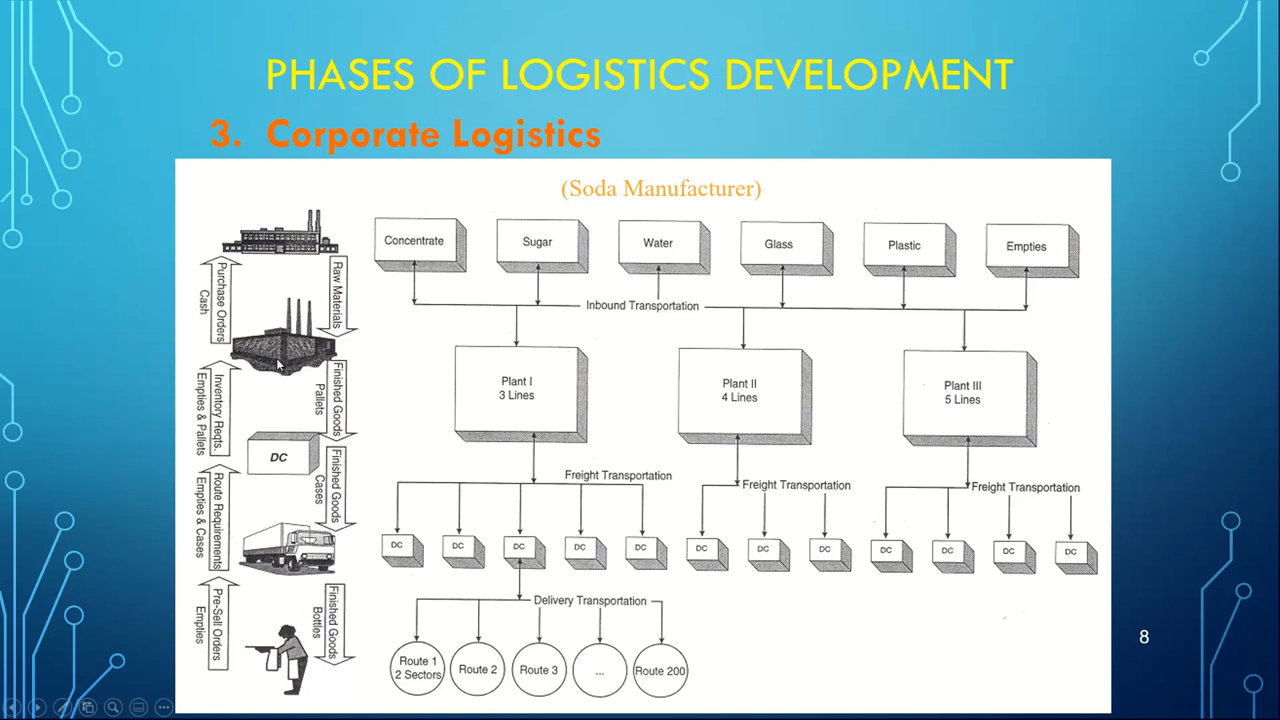 PHASES OF LOGISTICS DEVELOPMENT
3. Corporate Logistics
(Soda Manufacturer)
Concentrate
Sugar
Water
Glass
Plastic
Empties
Inbound Transportation
Plant I
3 Lines
Plant II
4 Lines
Plant III
5 Lines
Freight Transportation
Freight Transportation
Freight Transportation
DC
DC
DC
DC
DC
DC
DC
DC
DC
DC
DC
DC
Delivery Transportation
Route 1
2 Sectors
Route 2
Route 3
...
Route 200
Purchase Orders
Cash
Raw Materials
Inventory Reqts.
Empties & Pallets
Finished Goods
Pallets
DC
Route Requirements
Empties & Cases
Finished Goods
Cases
Pre-Sell Orders
Empties
Finished Goods
Bottles
8